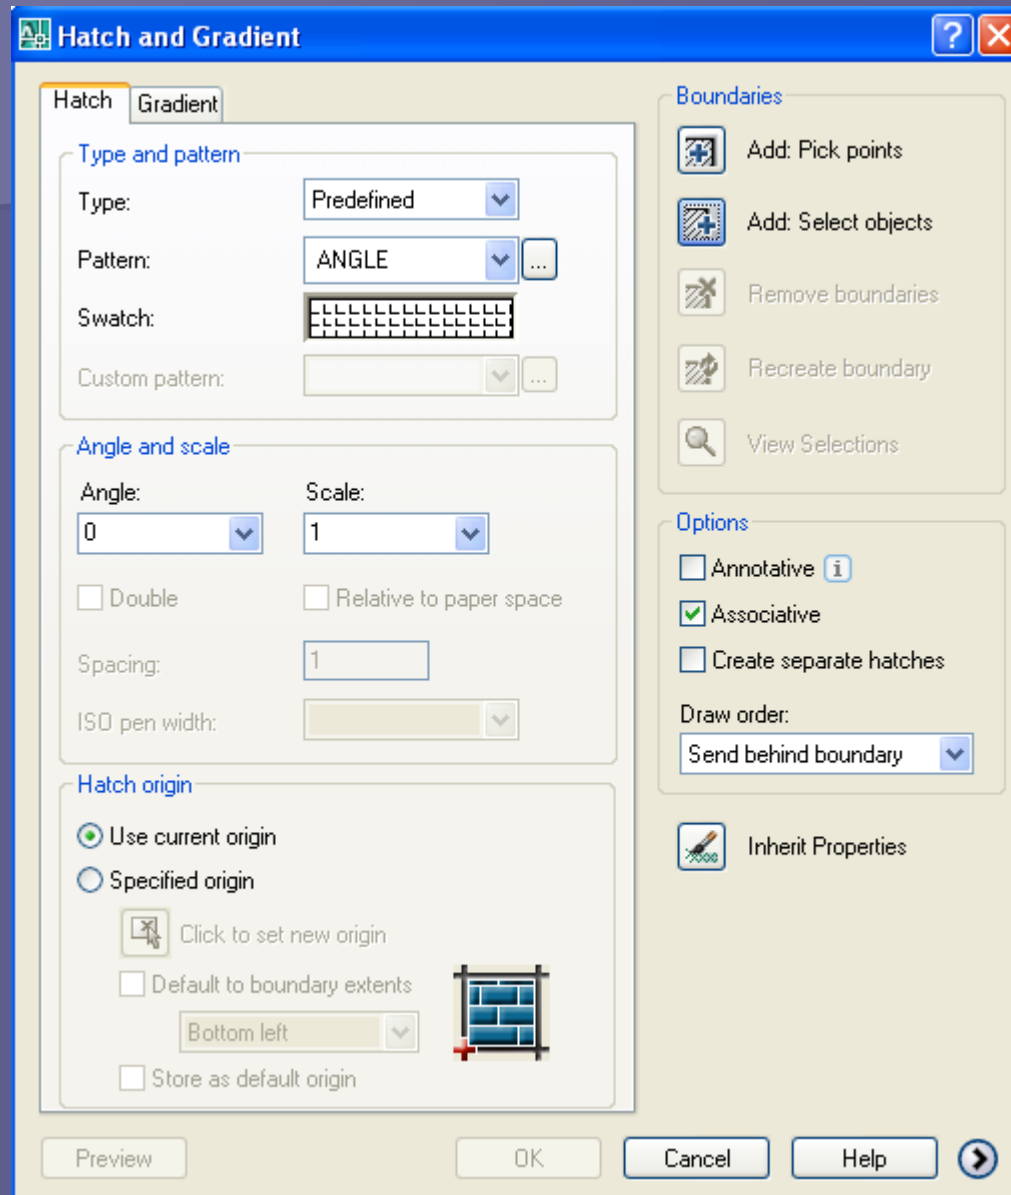 Hatch and Gradient
Hatch Gradient
Type and pattern
Type: Predefined
Pattern: ANGLE ...
Swatch:
Custom pattern: ...
Angle and scale
Angle: Scale:
0 1
Double Relative to paper space
Spacing: 1
ISO pen width:
Hatch origin
Use current origin
Specified origin
Click to set new origin
Default to boundary extents
Bottom left
Store as default origin
Boundaries
Add: Pick points
Add: Select objects
Remove boundaries
Recreate boundary
View Selections
Options
Annotative i
Associative
Create separate hatches
Draw order:
Send behind boundary
Inherit Properties
Preview OK Cancel Help